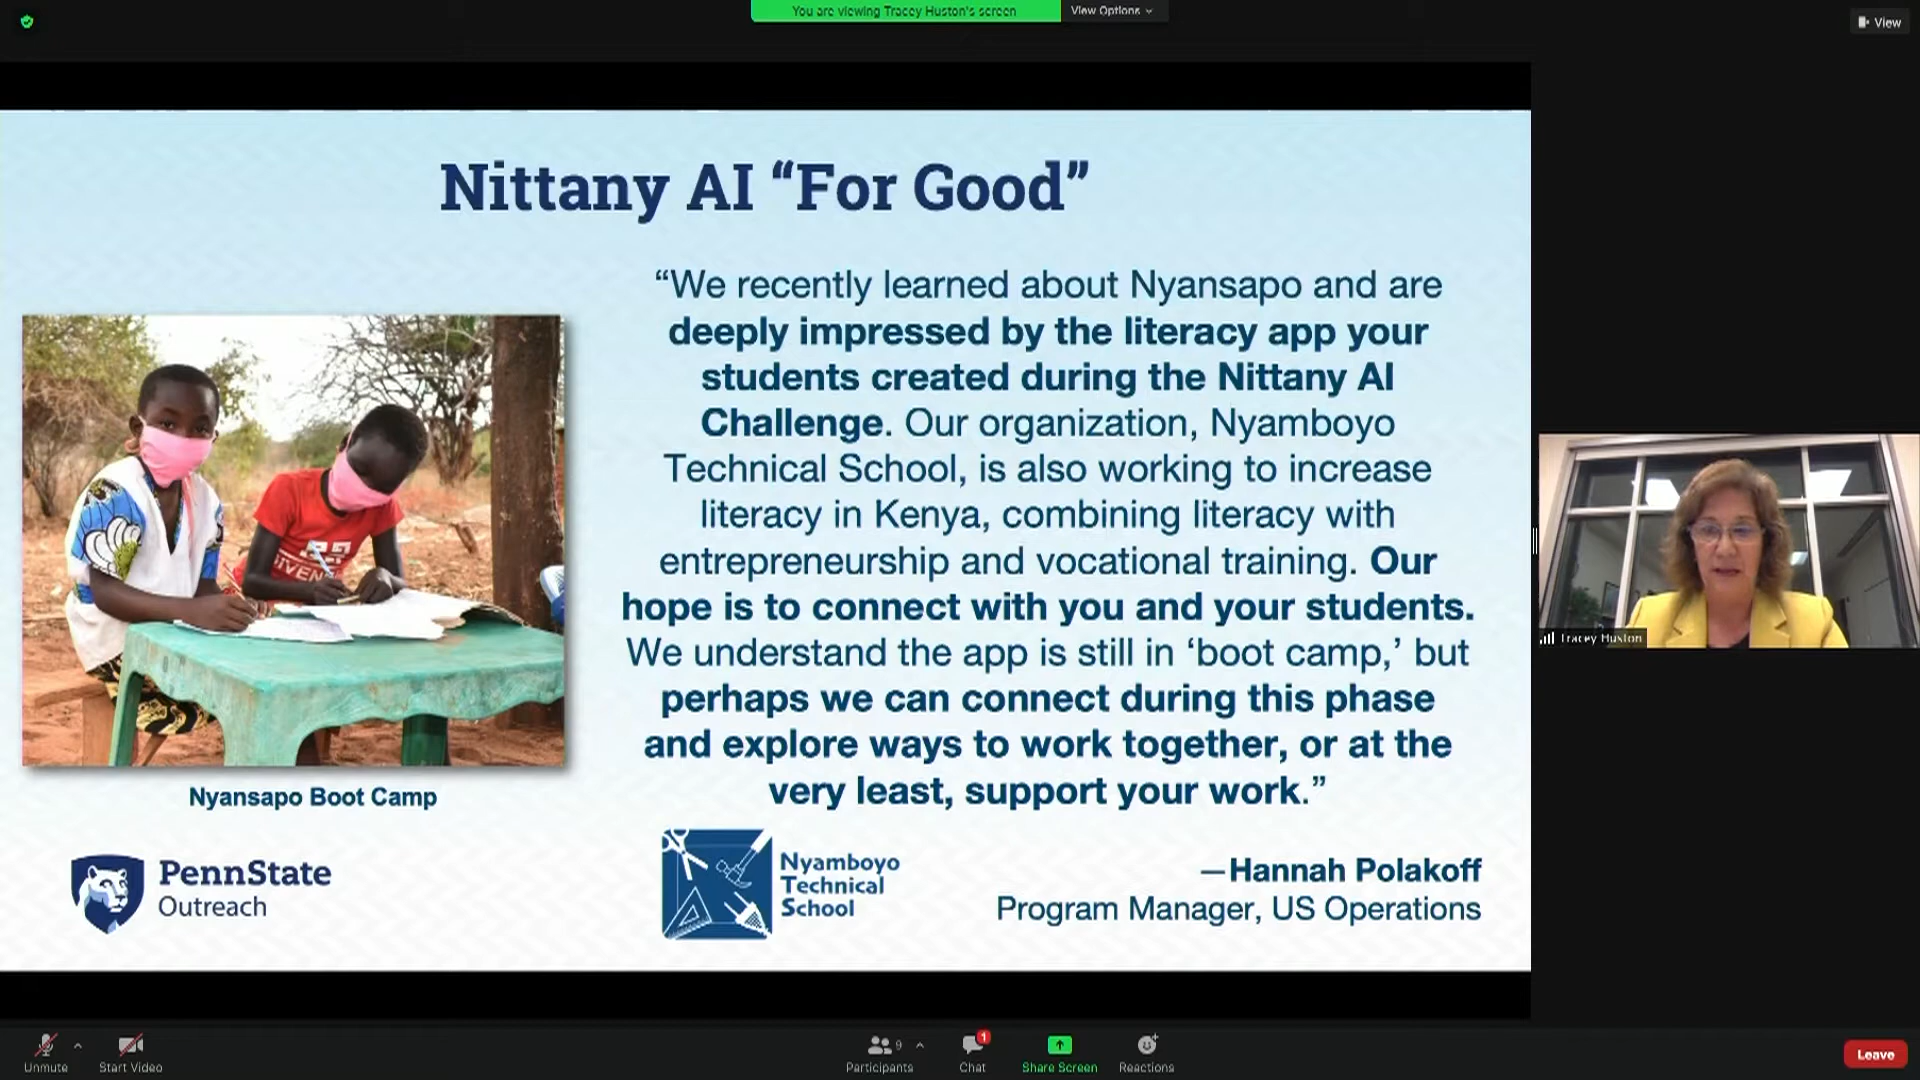 You are viewing Tracey Huston's screen
View Options
View
Nittany AI “For Good”
“We recently learned about Nyansapo and are
deeply impressed by the literacy app your
students created during the Nittany AI
Challenge. Our organization, Nyamboyo
Technical School, is also working to increase
literacy in Kenya, combining literacy with
entrepreneurship and vocational training. Our
hope is to connect with you and your students.
We understand the app is still in ‘boot camp,’ but
perhaps we can connect during this phase
and explore ways to work together, or at the
very least, support your work.”
Nyansapo Boot Camp
PennState
Outreach
Nyamboyo
Technical
School
—Hannah Polakoff
Program Manager, US Operations
Tracey Huston
Unmute
Start Video
9
Participants
1
Chat
Share Screen
Reactions
Leave